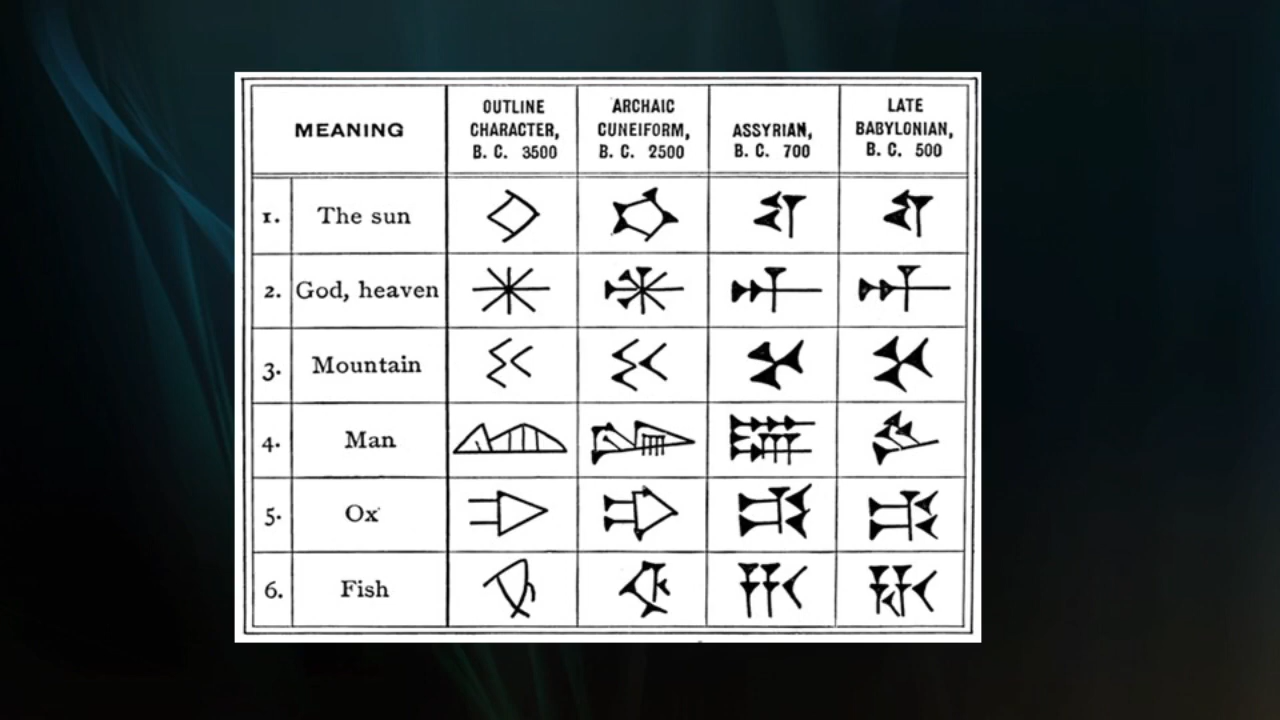 MEANING
OUTLINE
CHARACTER,
B. C. 3500
ARCHAIC
CUNEIFORM,
B. C. 2500
ASSYRIAN,
B. C. 700
LATE
BABYLONIAN,
B. C. 500
1. The sun
2. God, heaven
3. Mountain
4. Man
5. Ox
6. Fish